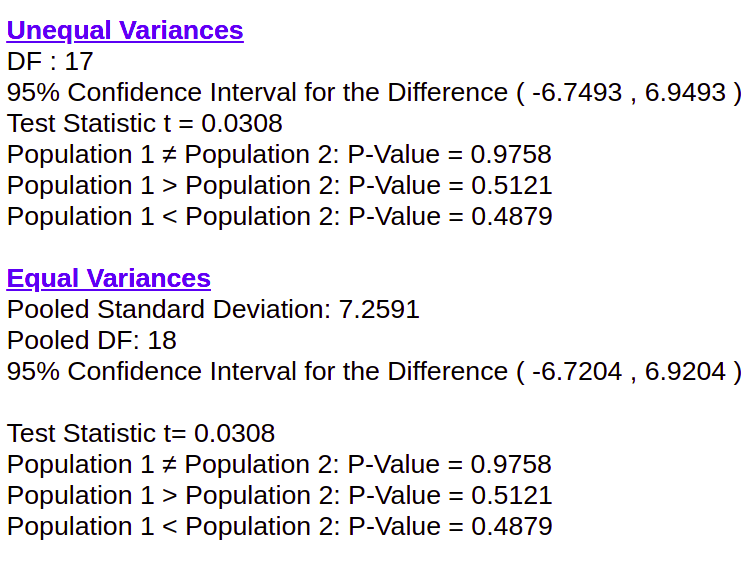 Unequal Variances
DF : 17
95% Confidence Interval for the Difference ( -6.7493 , 6.9493 )
Test Statistic t = 0.0308
Population 1 ≠ Population 2: P-Value = 0.9758
Population 1 > Population 2: P-Value = 0.5121
Population 1 < Population 2: P-Value = 0.4879
Equal Variances
Pooled Standard Deviation: 7.2591
Pooled DF: 18
95% Confidence Interval for the Difference ( -6.7204 , 6.9204 )
Test Statistic t= 0.0308
Population 1 ≠ Population 2: P-Value = 0.9758
Population 1 > Population 2: P-Value = 0.5121
Population 1 < Population 2: P-Value = 0.4879